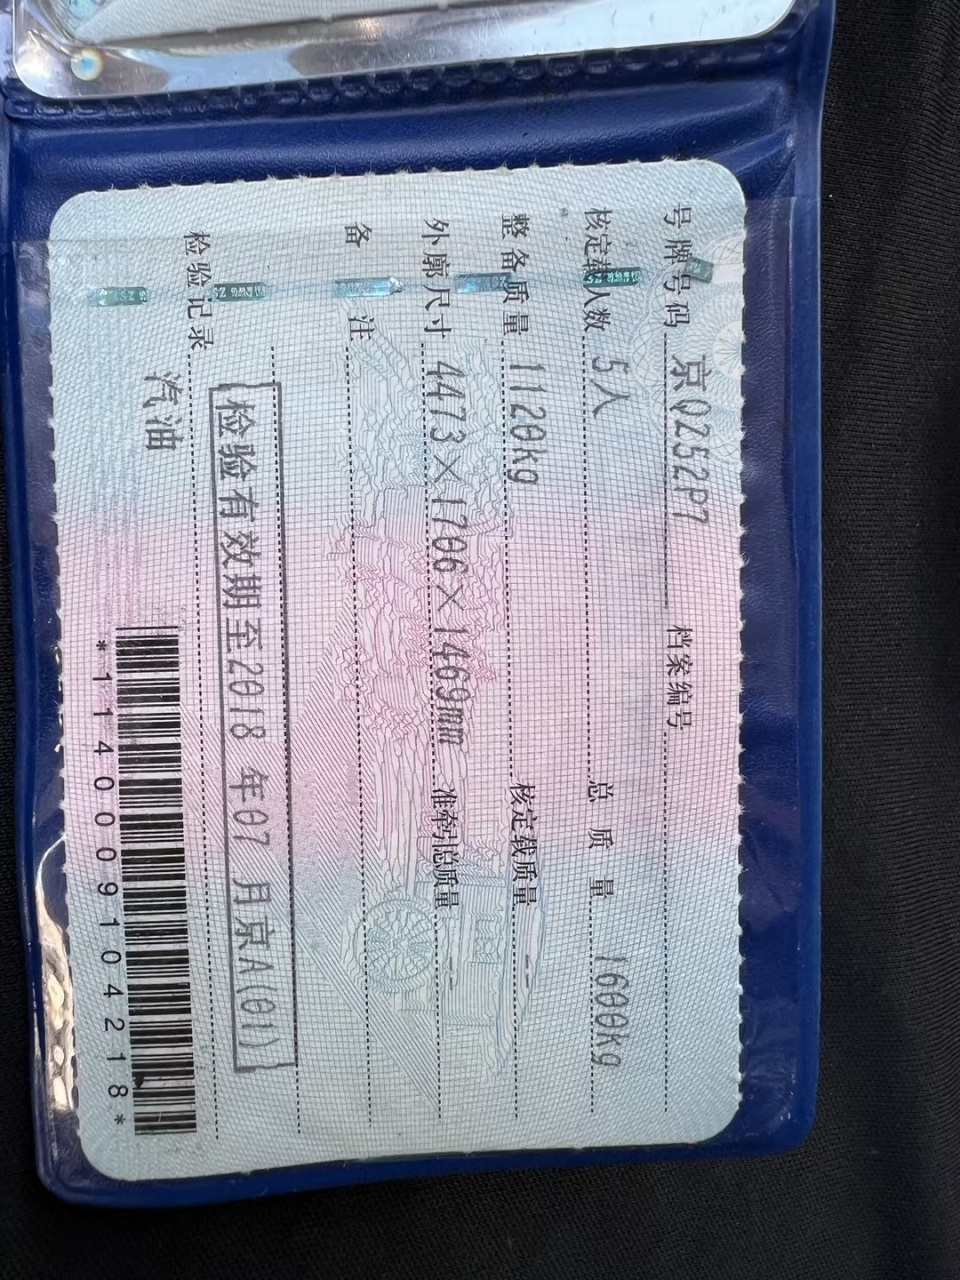 号牌号码 京Q252P7 档案编号
核定载人数 5人 总质量 1600kg
整备质量 1120kg 核定载质量 --
外廓尺寸 4473×1706×1469mm 准牵引总质量 --
备注
检验有效期至2018年07月京A(01)
检验记录
汽油
*1140009104218*